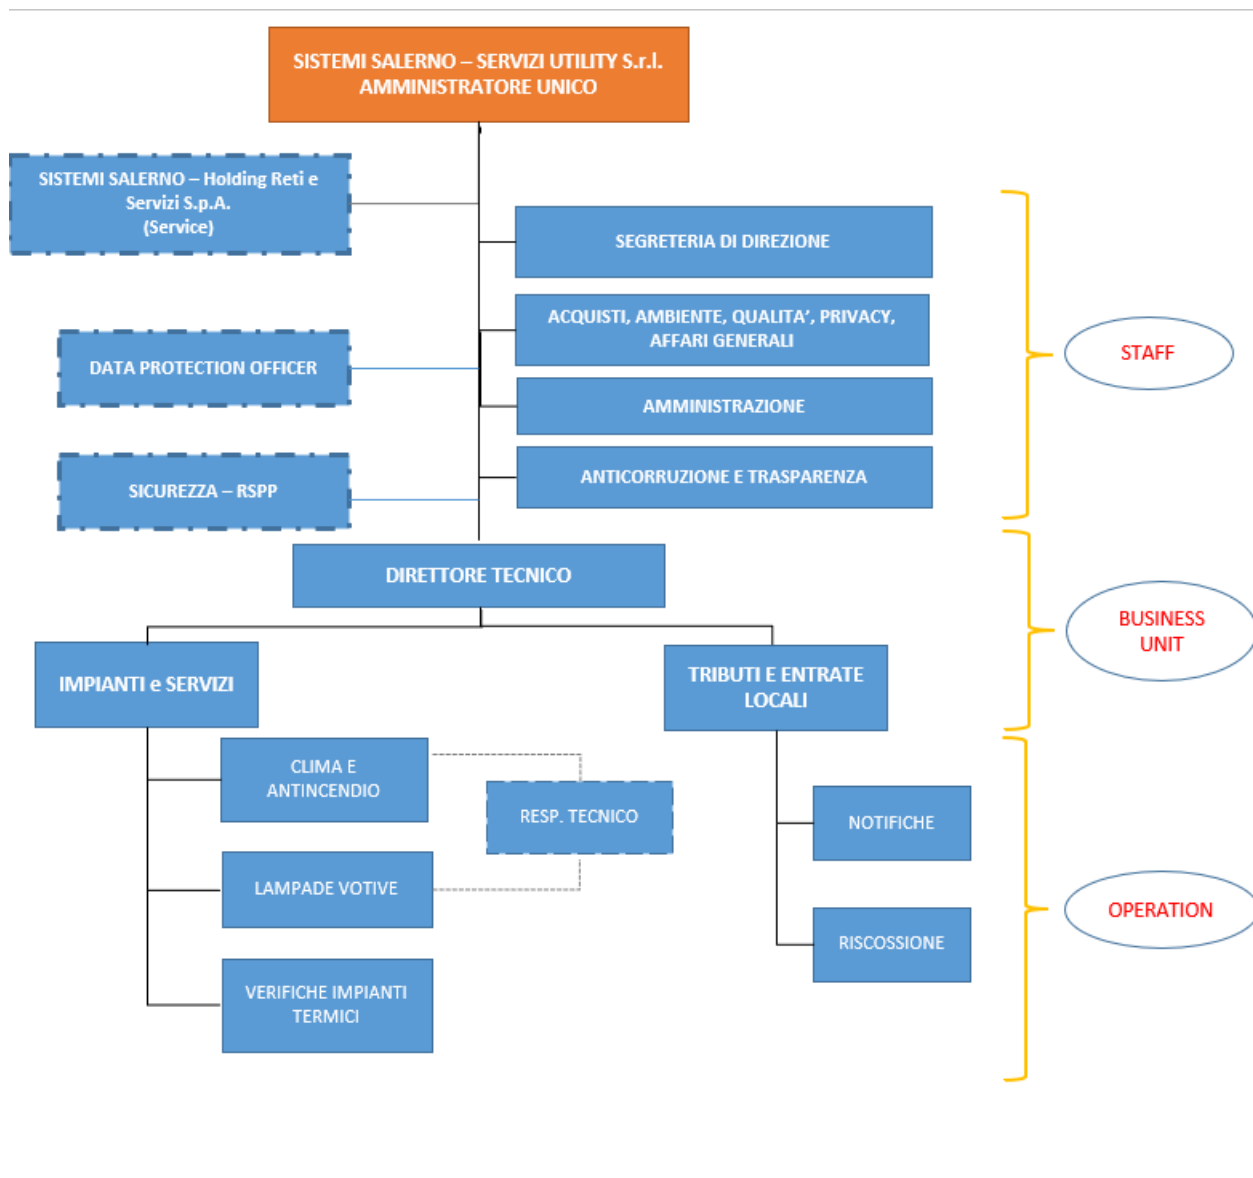 SISTEMI SALERNO – SERVIZI UTILITY S.r.l.
AMMINISTRATORE UNICO
SISTEMI SALERNO – Holding Reti e
Servizi S.p.A.
(Service)
SEGRETERIA DI DIREZIONE
ACQUISTI, AMBIENTE, QUALITA’, PRIVACY,
AFFARI GENERALI
STAFF
DATA PROTECTION OFFICER
AMMINISTRAZIONE
SICUREZZA – RSPP
ANTICORRUZIONE E TRASPARENZA
DIRETTORE TECNICO
BUSINESS
UNIT
IMPIANTI e SERVIZI
TRIBUTI E ENTRATE
LOCALI
CLIMA E
ANTINCENDIO
RESP. TECNICO
NOTIFICHE
LAMPADE VOTIVE
OPERATION
RISCOSSIONE
VERIFICHE IMPIANTI
TERMICI